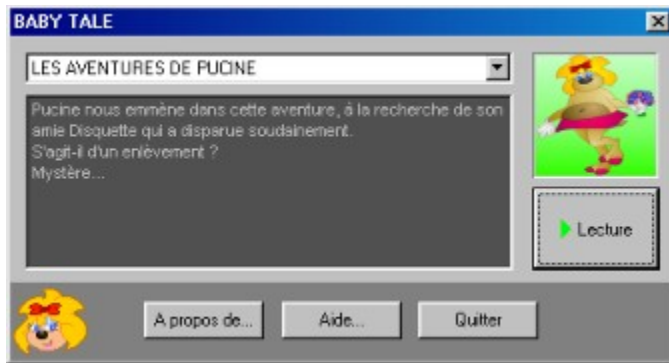 BABY TALE
LES AVENTURES DE PUCINE
Pucine nous emmène dans cette aventure, à la recherche de son
amie Disquette qui a disparue soudainement.
S'agit-il d'un enlèvement ?
Mystère...
Lecture
A propos de...
Aide...
Quitter